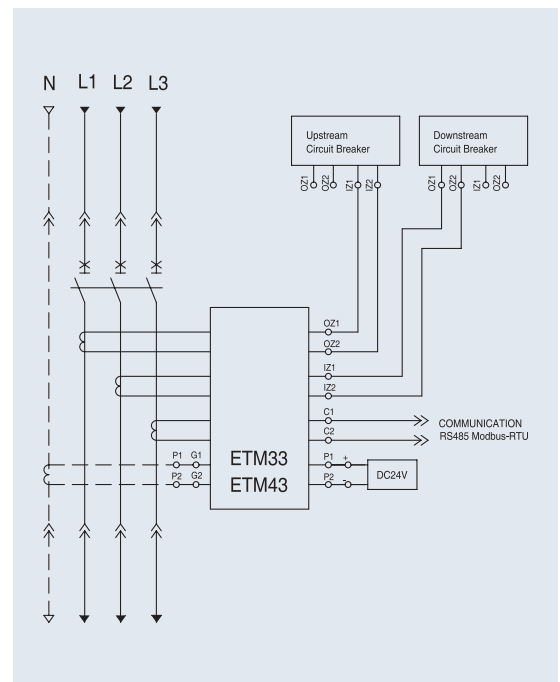 N L1 L2 L3
Upstream
Circuit Breaker
Downstream
Circuit Breaker
OZ1 OZ2 IZ1 IZ2
OZ1 OZ2 IZ1 OZ2
OZ1
OZ2
IZ1
IZ2
C1
C2
COMMUNICATION
RS485 Modbus-RTU
P1 G1
P2 G2
ETM33
ETM43
P1 +
P2 -
DC24V